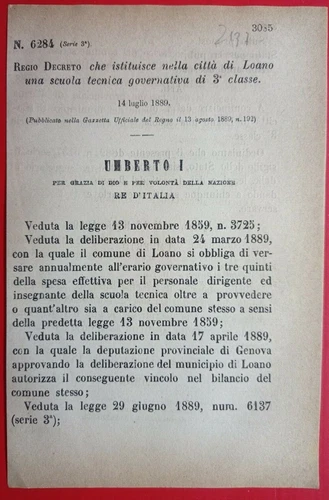 3085
2191
N. 6284 (Serie 3ª)
REGIO DECRETO che istituisce nella città di Loano
una scuola tecnica governativa di 3ª classe.
14 luglio 1889.
(Pubblicato nella Gazzetta Ufficiale del Regno il 13 agosto 1889, n. 192)
UMBERTO I
PER GRAZIA DI DIO E PER VOLONTÀ DELLA NAZIONE
RE D'ITALIA
Veduta la legge 13 novembre 1859, n. 3725;
Veduta la deliberazione in data 24 marzo 1889,
con la quale il comune di Loano si obbliga di ver-
sare annualmente all'erario governativo i tre quinti
della spesa effettiva per il personale dirigente ed
insegnante della scuola tecnica oltre a provvedere
o quant'altro sia a carico del comune stesso a sensi
della predetta legge 13 novembre 1859;
Veduta la deliberazione in data 17 aprile 1889,
con la quale la deputazione provinciale di Genova
approvando la deliberazione del municipio di Loano
autorizza il conseguente vincolo nel bilancio del
comune stesso;
Veduta la legge 29 giugno 1889, num. 6137
(serie 3ª);